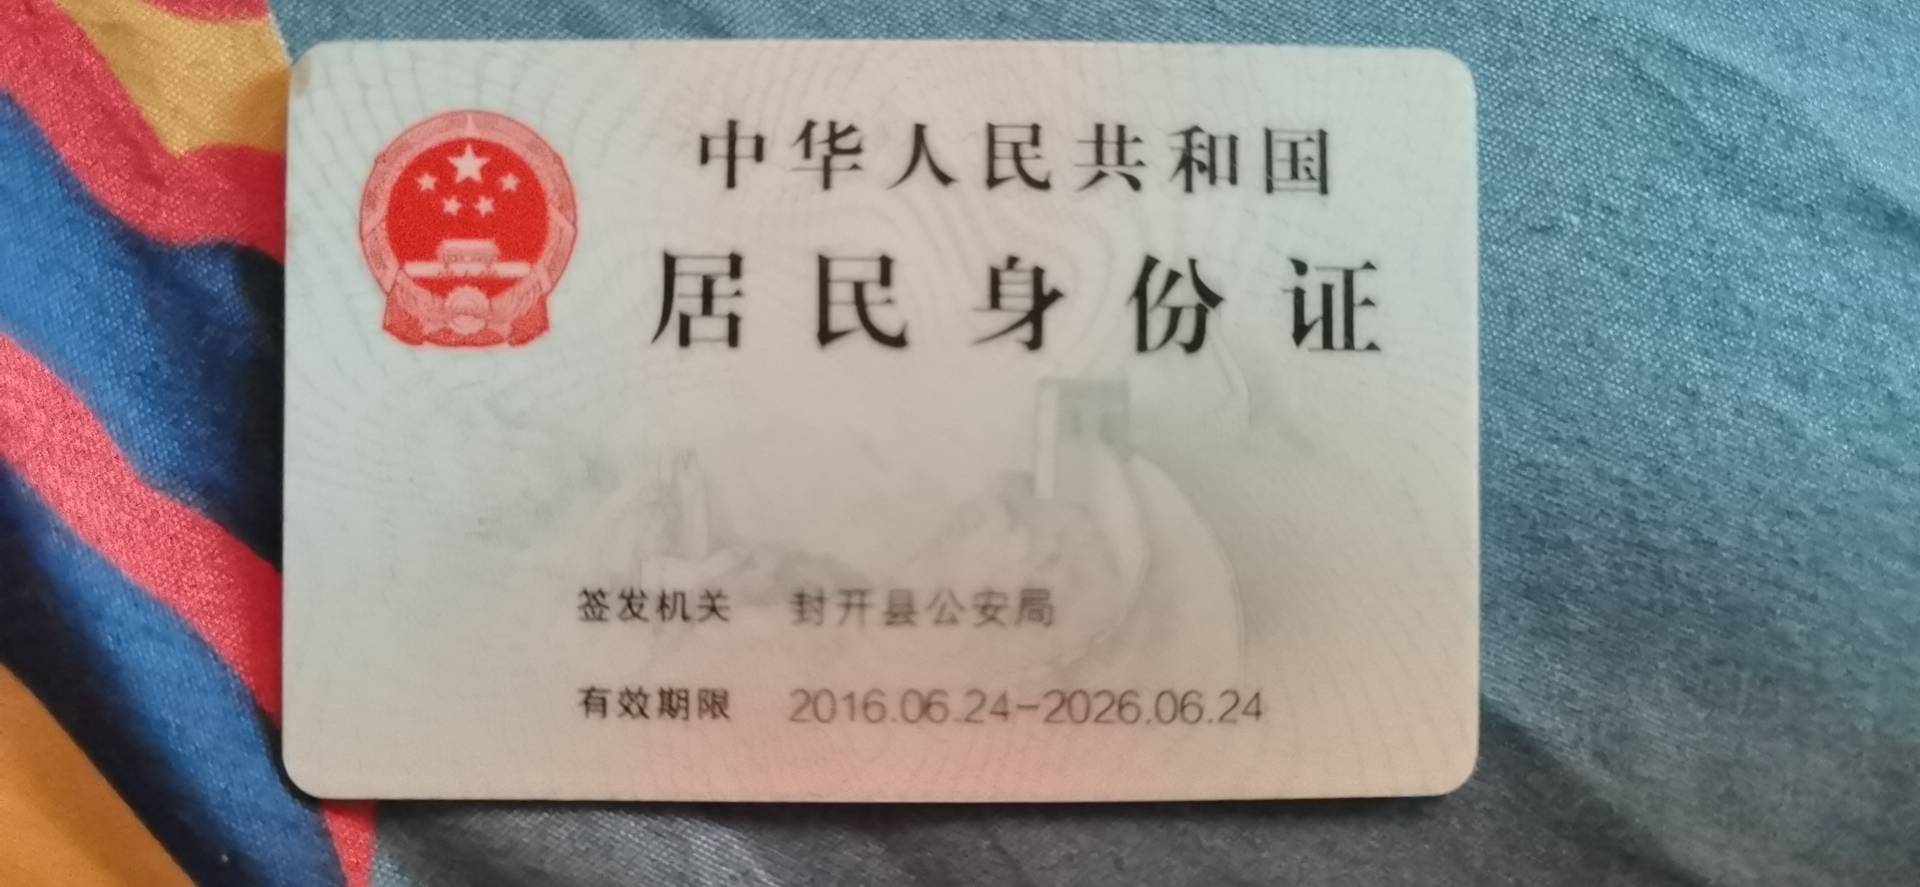 中华人民共和国
居民身份证
签发机关 封开县公安局
有效期限 2016.06.24-2026.06.24